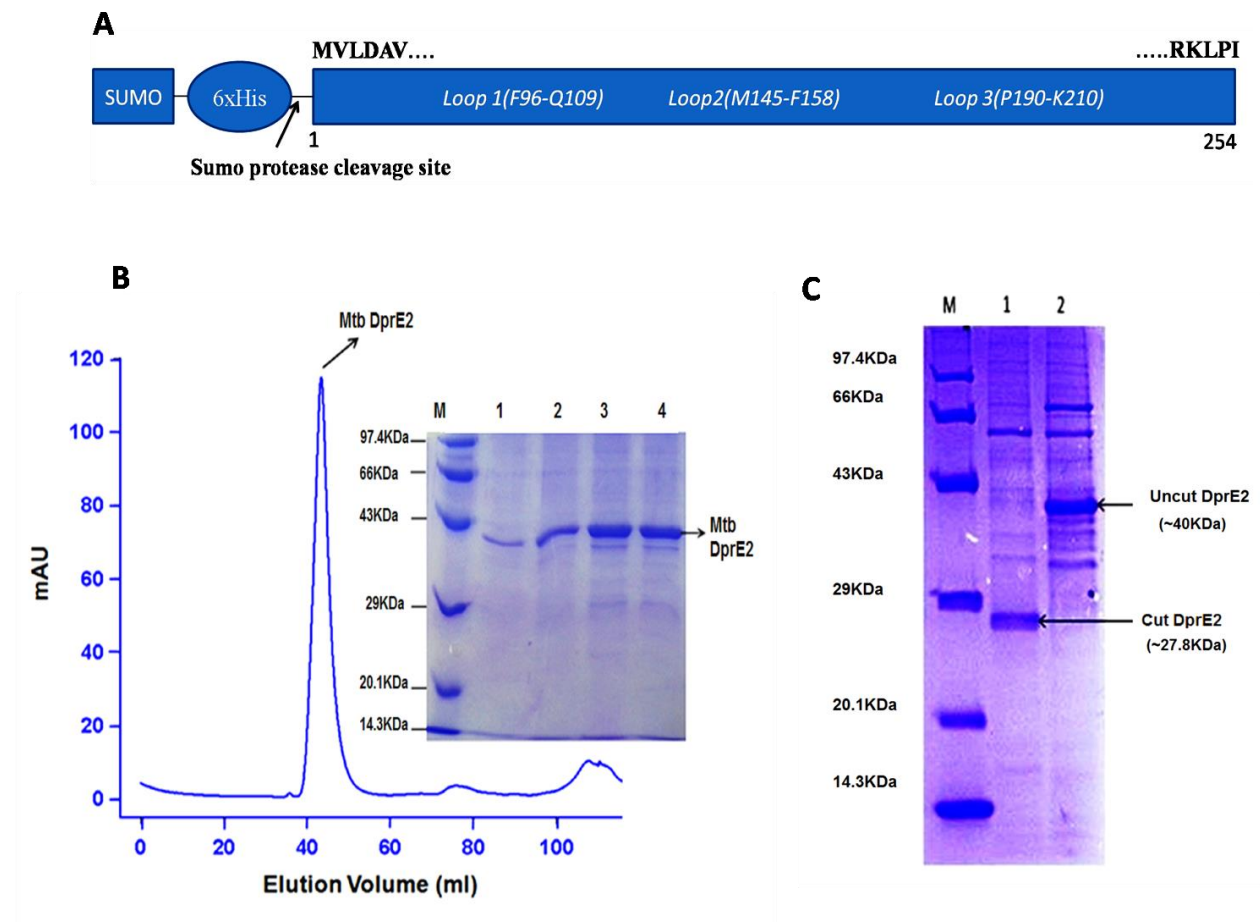 A
MVLDAV....
.....RKLPI
SUMO
6xHis
Loop 1(F96-Q109)
Loop2(M145-F158)
Loop 3(P190-K210)
1
254
Sumo protease cleavage site
B
Mtb DprE2
120
100
80
60
40
20
0
mAU
0 20 40 60 80 100
Elution Volume (ml)
M 1 2 3 4
97.4KDa
66KDa
43KDa
29KDa
20.1KDa
14.3KDa
Mtb
DprE2
C
M 1 2
97.4KDa
66KDa
43KDa
29KDa
20.1KDa
14.3KDa
Uncut DprE2
(~40KDa)
Cut DprE2
(~27.8KDa)